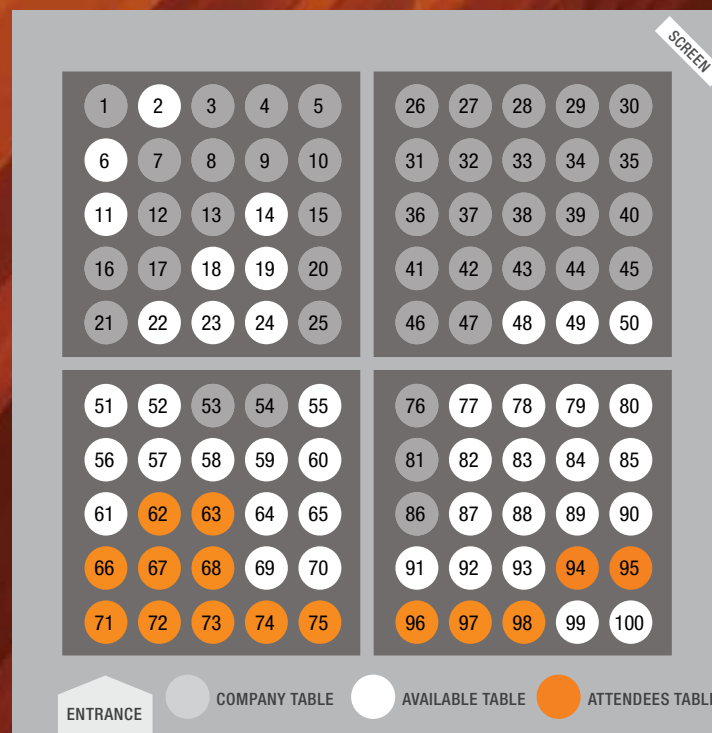 SCREEN
1 2 3 4 5 26 27 28 29 30
6 7 8 9 10 31 32 33 34 35
11 12 13 14 15 36 37 38 39 40
16 17 18 19 20 41 42 43 44 45
21 22 23 24 25 46 47 48 49 50
51 52 53 54 55 76 77 78 79 80
56 57 58 59 60 81 82 83 84 85
61 62 63 64 65 86 87 88 89 90
66 67 68 69 70 91 92 93 94 95
71 72 73 74 75 96 97 98 99 100
ENTRANCE COMPANY TABLE AVAILABLE TABLE ATTENDEES TABLE